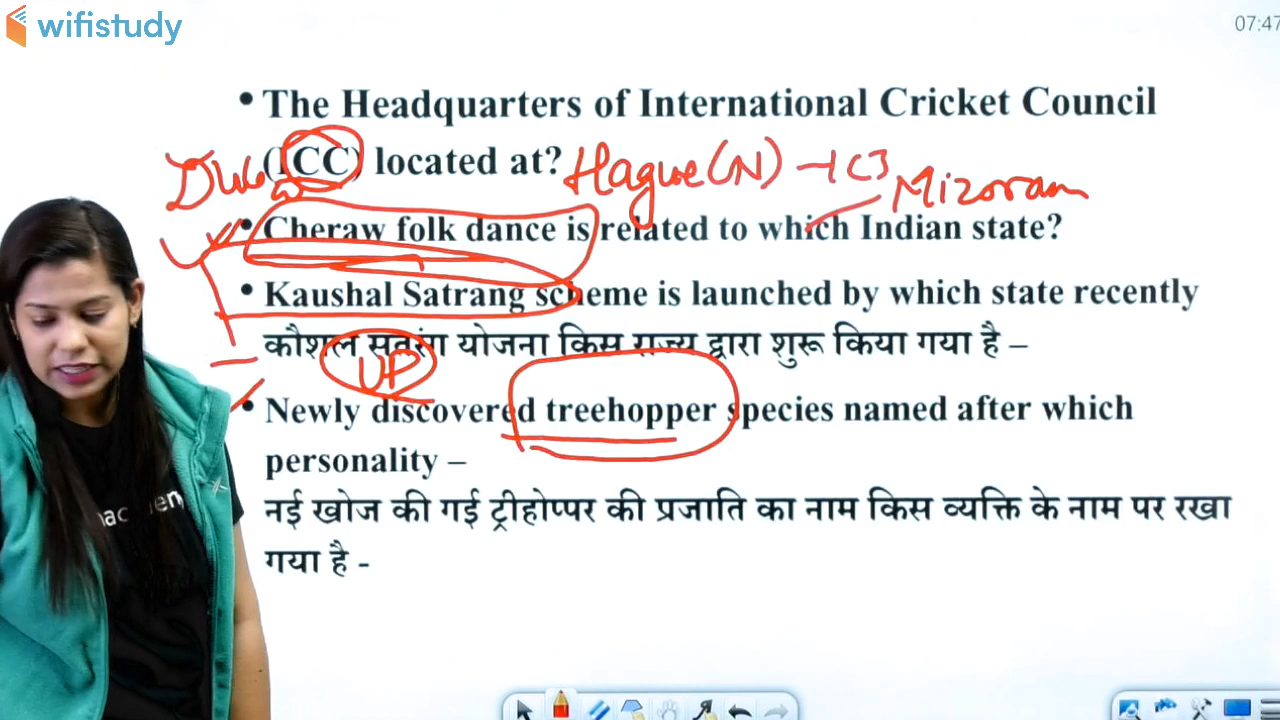 wifistudy
07:47
• The Headquarters of International Cricket Council
(ICC) located at? Hague (N) – ICJ
Mizoram
• Cheraw folk dance is related to which Indian state?
• Kaushal Satrang scheme is launched by which state recently
कौशल सतरंग योजना किस राज्य द्वारा शुरू किया गया है –
UP
• Newly discovered treehopper species named after which
personality –
नई खोज की गई ट्रीहोप्पर की प्रजाति का नाम किस व्यक्ति के नाम पर रखा
गया है -